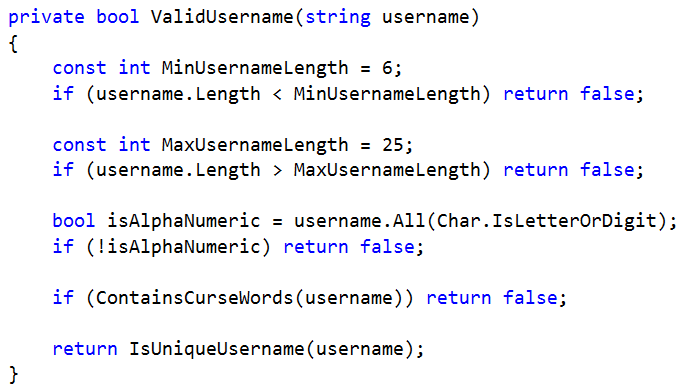 private bool ValidUsername(string username)
{
    const int MinUsernameLength = 6;
    if (username.Length < MinUsernameLength) return false;

    const int MaxUsernameLength = 25;
    if (username.Length > MaxUsernameLength) return false;

    bool isAlphaNumeric = username.All(Char.IsLetterOrDigit);
    if (!isAlphaNumeric) return false;

    if (ContainsCurseWords(username)) return false;

    return IsUniqueUsername(username);
}